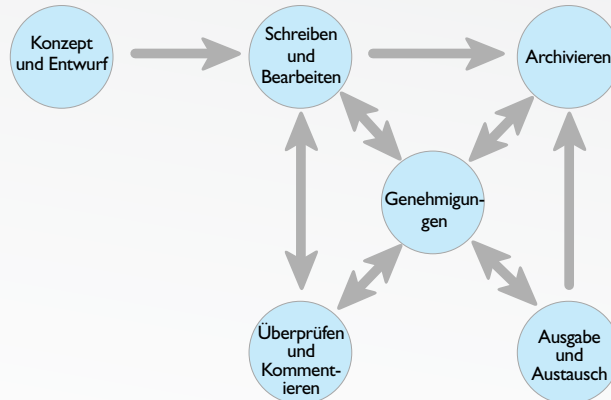 Konzept
und Entwurf
Schreiben
und
Bearbeiten
Archivieren
Genehmigun-
gen
Überprüfen
und
Komment-
ieren
Ausgabe
und
Austausch